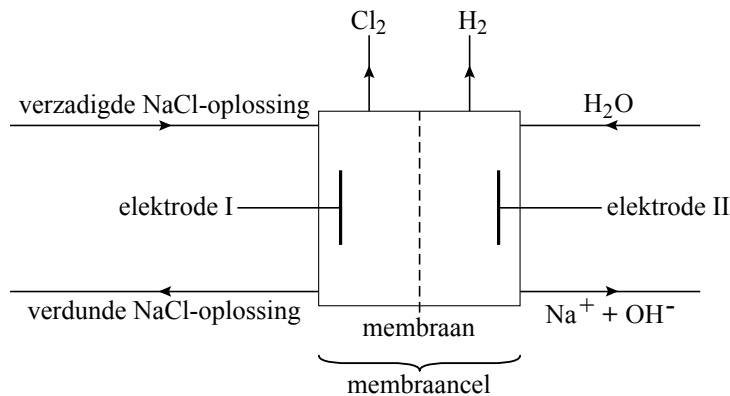 Cl₂ H₂
verzadigde NaCl-oplossing H₂O
elektrode I elektrode II
verdunde NaCl-oplossing Na⁺ + OH⁻
membraan
membraancel